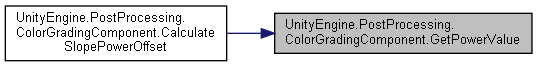 UnityEngine.PostProcessing.
ColorGradingComponent.Calculate
SlopePowerOffset
UnityEngine.PostProcessing.
ColorGradingComponent.GetPowerValue